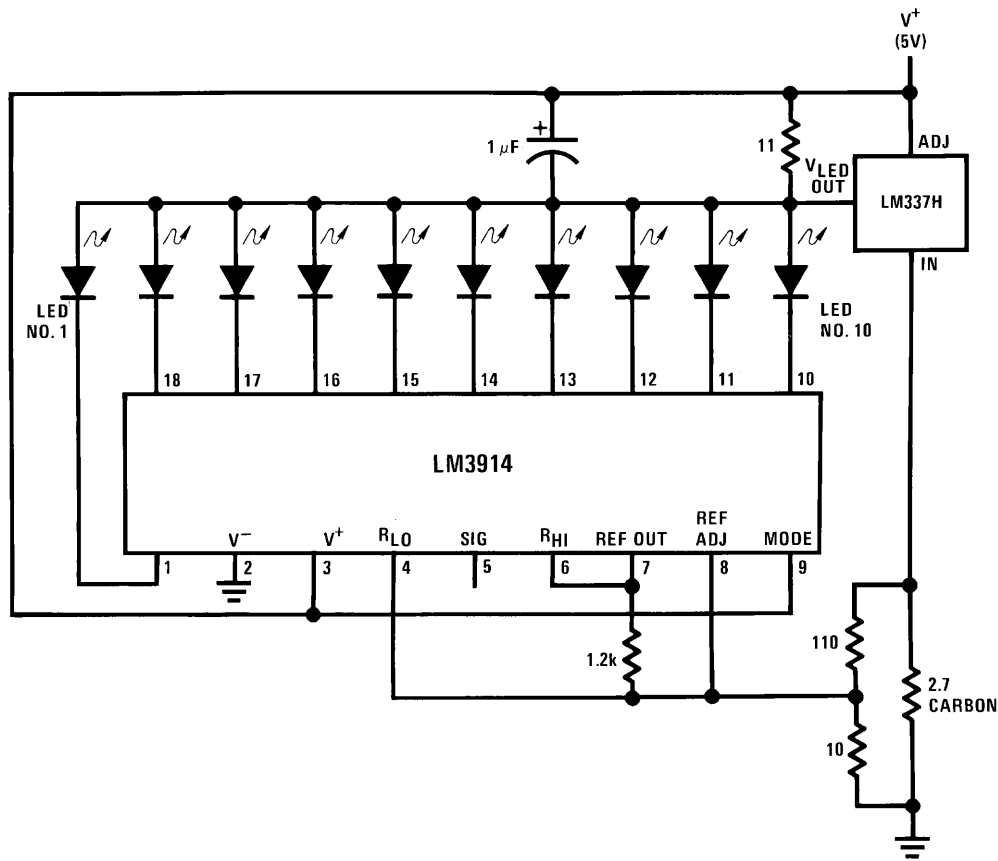 V+
(5V)
ADJ
1 μF
+
11
VLED
OUT
LM337H
IN
LED
NO. 1
LED
NO. 10
18
17
16
15
14
13
12
11
10
LM3914
V−
V+
RLO
SIG
RHI
REF OUT
REF
ADJ
MODE
1
2
3
4
5
6
7
8
9
1.2k
110
2.7
CARBON
10